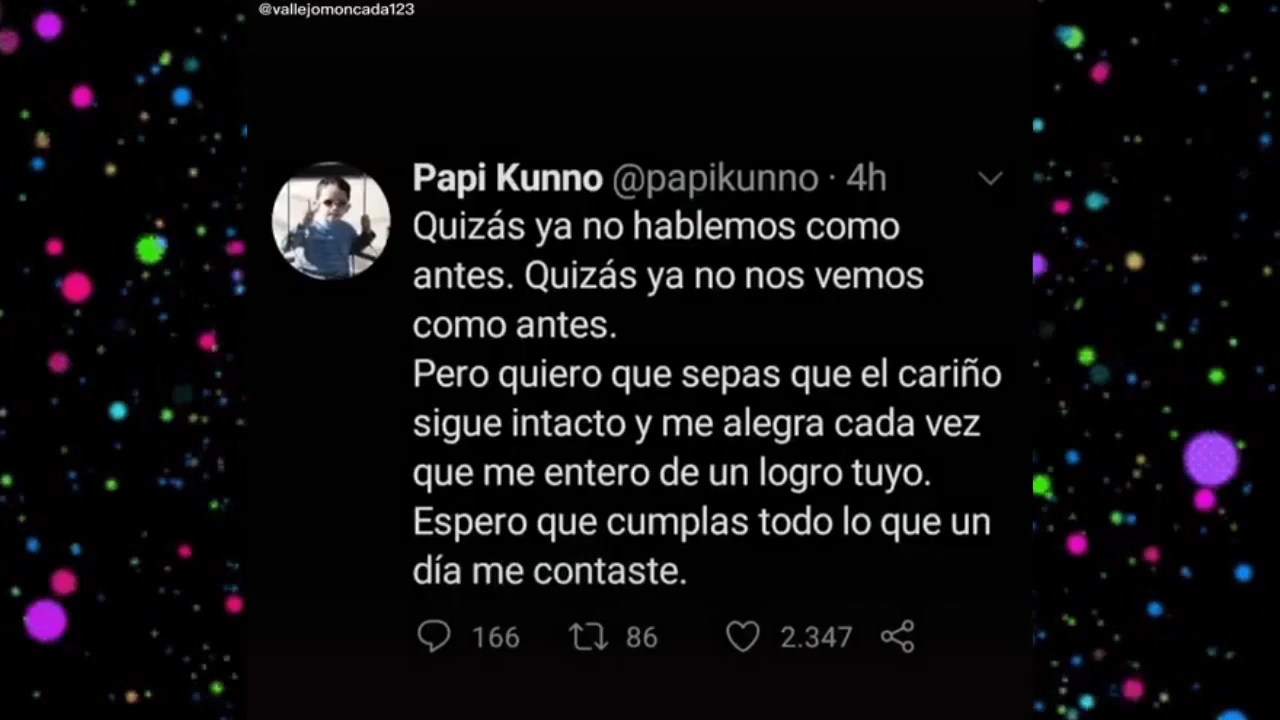 @vallejomoncada123
Papi Kunno @papikunno · 4h
Quizás ya no hablemos como
antes. Quizás ya no nos vemos
como antes.
Pero quiero que sepas que el cariño
sigue intacto y me alegra cada vez
que me entero de un logro tuyo.
Espero que cumplas todo lo que un
día me contaste.
166 86 2.347